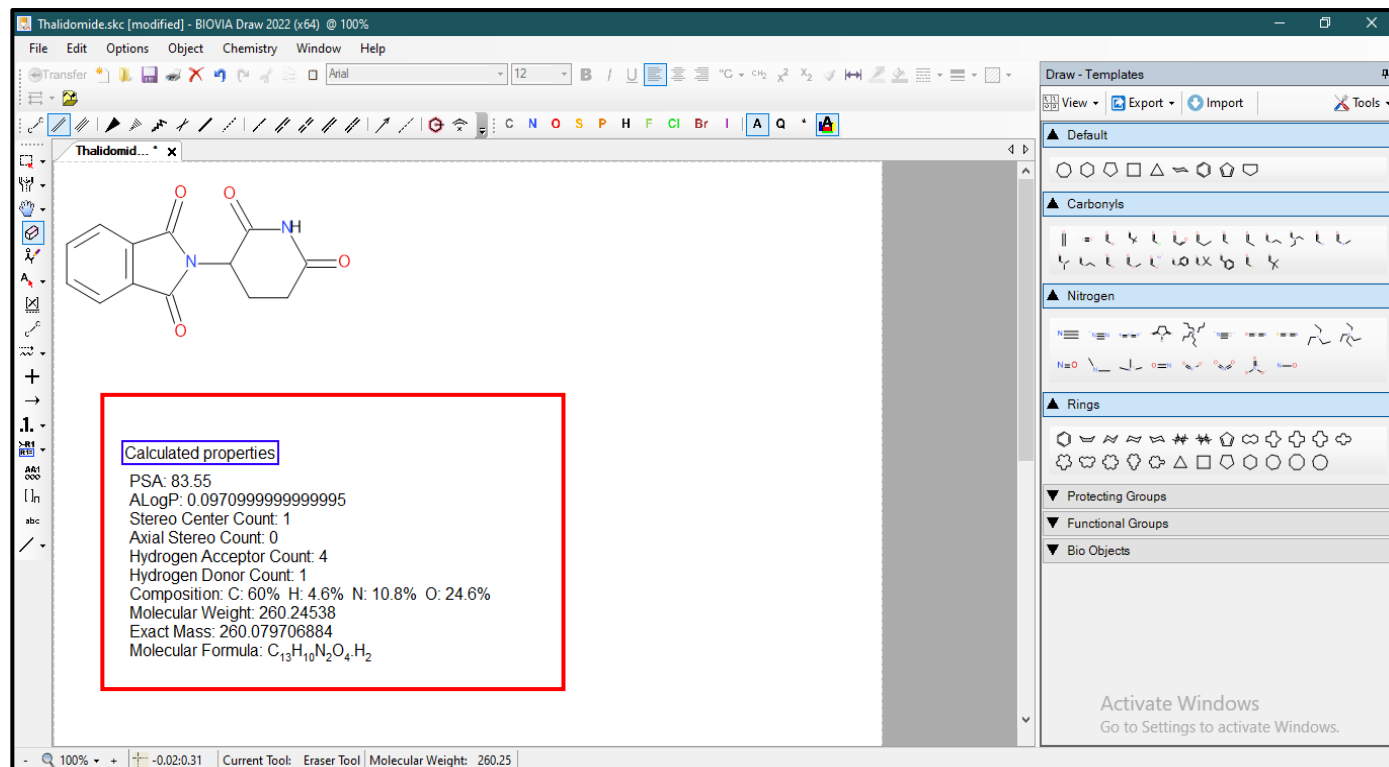 Thalidomide.skc [modified] - BIOVIA Draw 2022 (x64) @ 100%
File Edit Options Object Chemistry Window Help
Transfer Arial 12 B I U °C CH₂ x² X₂
C N O S P H F Cl Br I A Q * A
Thalidomid... *
Draw - Templates
View Export Import Tools
Default
Carbonyls
Nitrogen
Rings
Protecting Groups
Functional Groups
Bio Objects
O O NH
N O
O
Calculated properties
PSA: 83.55
ALogP: 0.0970999999999995
Stereo Center Count: 1
Axial Stereo Count: 0
Hydrogen Acceptor Count: 4
Hydrogen Donor Count: 1
Composition: C: 60% H: 4.6% N: 10.8% O: 24.6%
Molecular Weight: 260.24538
Exact Mass: 260.079706884
Molecular Formula: C₁₃H₁₀N₂O₄.H₂
Activate Windows
Go to Settings to activate Windows.
- 100% + -0.02:0.31 Current Tool: Eraser Tool Molecular Weight: 260.25